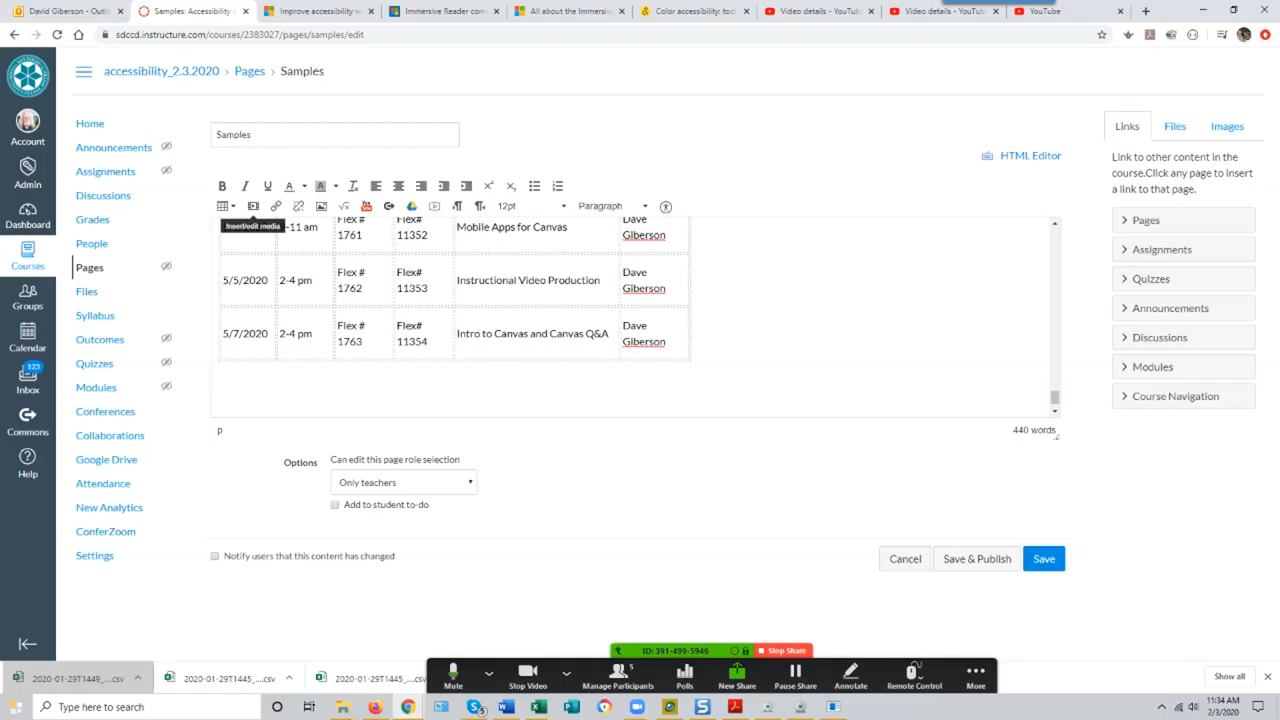 David Giberson - Outlo
Samples: Accessibility
Improve accessibility w
Immersive Reader com
All about the Immersiv
Color accessibility: tool
Video details - YouTub
Video details - YouTub
YouTube
sdccd.instructure.com/courses/2383027/pages/samples/edit
accessibility_2.3.2020 > Pages > Samples
Account
Admin
Dashboard
Courses
Groups
Calendar
123
Inbox
Commons
Help
Home
Announcements
Assignments
Discussions
Grades
People
Pages
Files
Syllabus
Outcomes
Quizzes
Modules
Conferences
Collaborations
Google Drive
Attendance
New Analytics
ConferZoom
Settings
Samples
HTML Editor
12pt Paragraph
Insert/edit media
-11 am Flex # 1761 11352 Mobile Apps for Canvas Dave Giberson
5/5/2020 2-4 pm Flex # 1762 Flex# 11353 Instructional Video Production Dave Giberson
5/7/2020 2-4 pm Flex # 1763 Flex# 11354 Intro to Canvas and Canvas Q&A Dave Giberson
p
440 words
Options Can edit this page role selection
Only teachers
Add to student to-do
Notify users that this content has changed
Cancel Save & Publish Save
Links Files Images
Link to other content in the
course.Click any page to insert
a link to that page.
Pages
Assignments
Quizzes
Announcements
Discussions
Modules
Course Navigation
ID: 391-499-5946 Stop Share
Mute
Stop Video
5
Manage Participants
Polls
New Share
Pause Share
Annotate
Remote Control
More
-01-29T1449_....csv
2020-01-29T1445_....csv
2020-01-29T1445_....csv
Show all
Type here to search
11:34 AM
2/3/2020